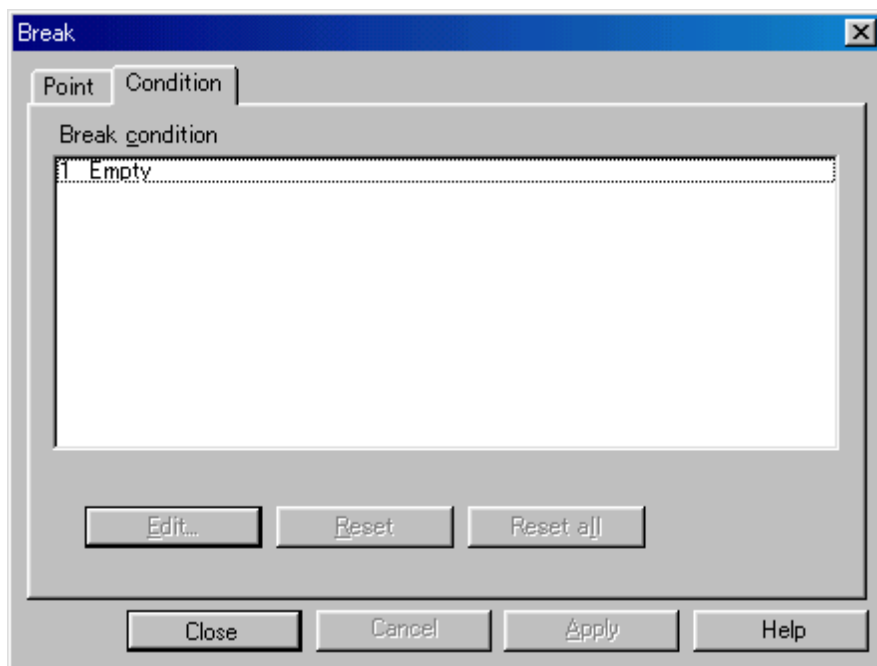 Break
Point Condition
Break condition
1 Empty
Edit... Reset Reset all
Close Cancel Apply Help